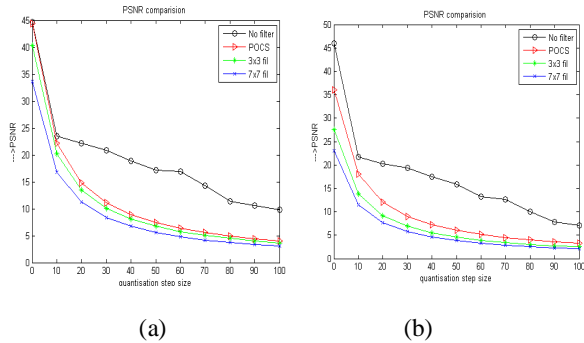 PSNR comparision
45
40
35
30
25
20
15
10
5
0
--->PSNR
0 10 20 30 40 50 60 70 80 90 100
quantisation step size
No filter
POCS
3x3 fil
7x7 fil
(a)
PSNR comparision
50
45
40
35
30
25
20
15
10
5
0
--->PSNR
0 10 20 30 40 50 60 70 80 90 100
quantisation step size
No filter
POCS
3x3 fil
7x7 fil
(b)